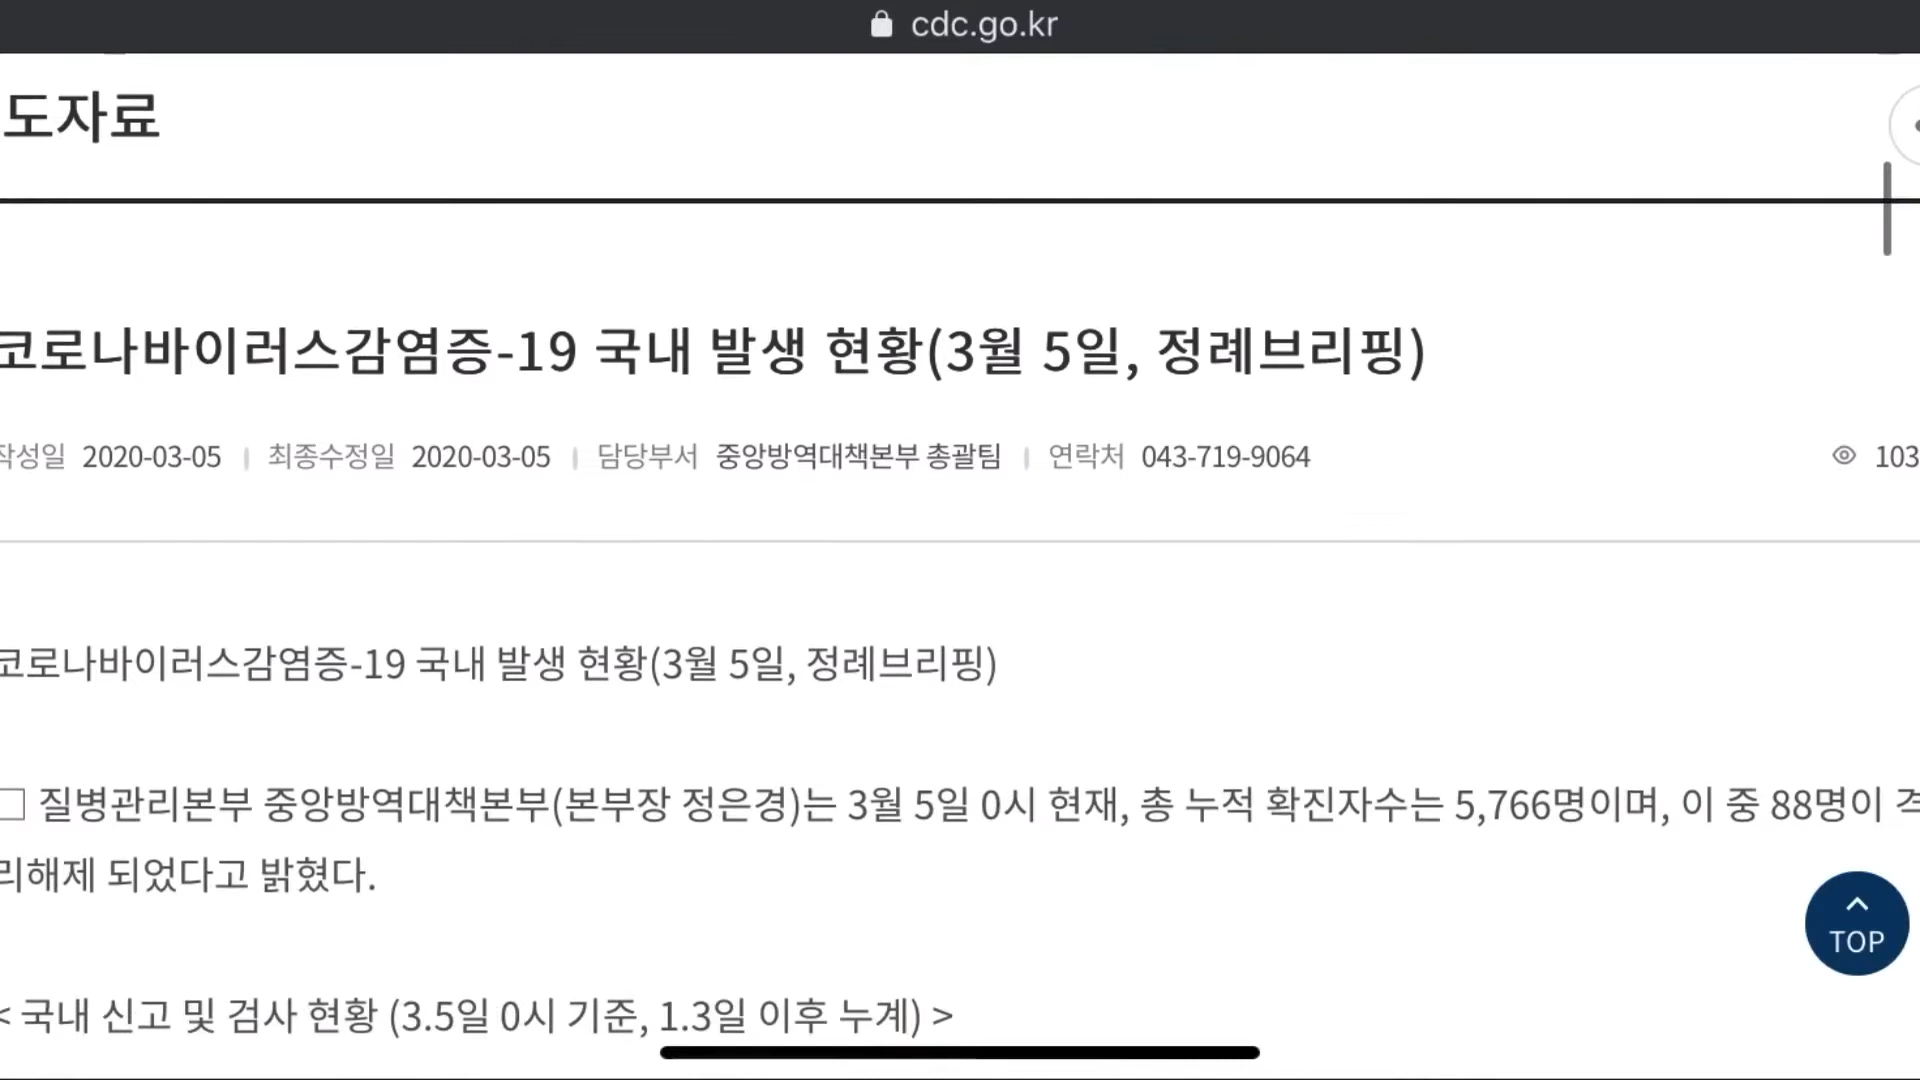 cdc.go.kr
도자료
코로나바이러스감염증-19 국내 발생 현황(3월 5일, 정례브리핑)
작성일 2020-03-05 최종수정일 2020-03-05 담당부서 중앙방역대책본부 총괄팀 연락처 043-719-9064 103
코로나바이러스감염증-19 국내 발생 현황(3월 5일, 정례브리핑)
□ 질병관리본부 중앙방역대책본부(본부장 정은경)는 3월 5일 0시 현재, 총 누적 확진자수는 5,766명이며, 이 중 88명이 격
리해제 되었다고 밝혔다.
TOP
< 국내 신고 및 검사 현황 (3.5일 0시 기준, 1.3일 이후 누계) >